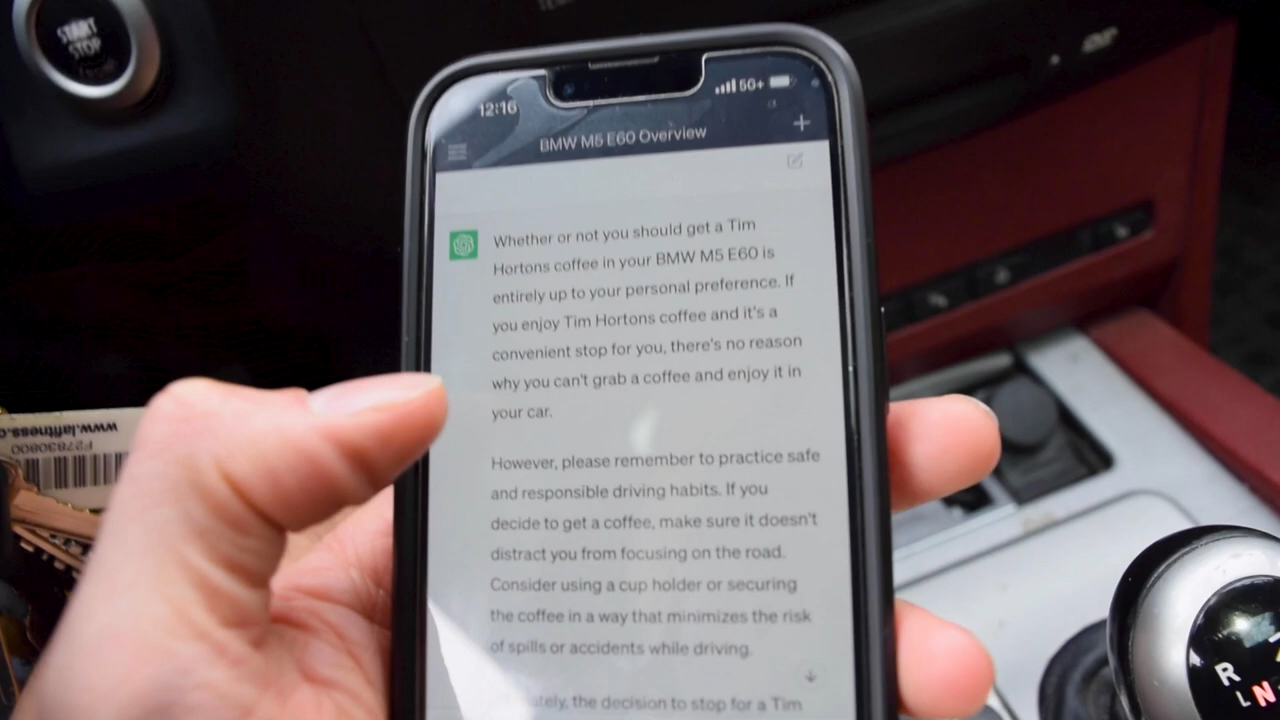 START
STOP
12:16
5G+
BMW M5 E60 Overview
Whether or not you should get a Tim
Hortons coffee in your BMW M5 E60 is
entirely up to your personal preference. If
you enjoy Tim Hortons coffee and it's a
convenient stop for you, there's no reason
why you can't grab a coffee and enjoy it in
your car.
However, please remember to practice safe
and responsible driving habits. If you
decide to get a coffee, make sure it doesn't
distract you from focusing on the road.
Consider using a cup holder or securing
the coffee in a way that minimizes the risk
of spills or accidents while driving.
the decision to stop for a Tim
www.lafitness.c
F27830800
R
L N